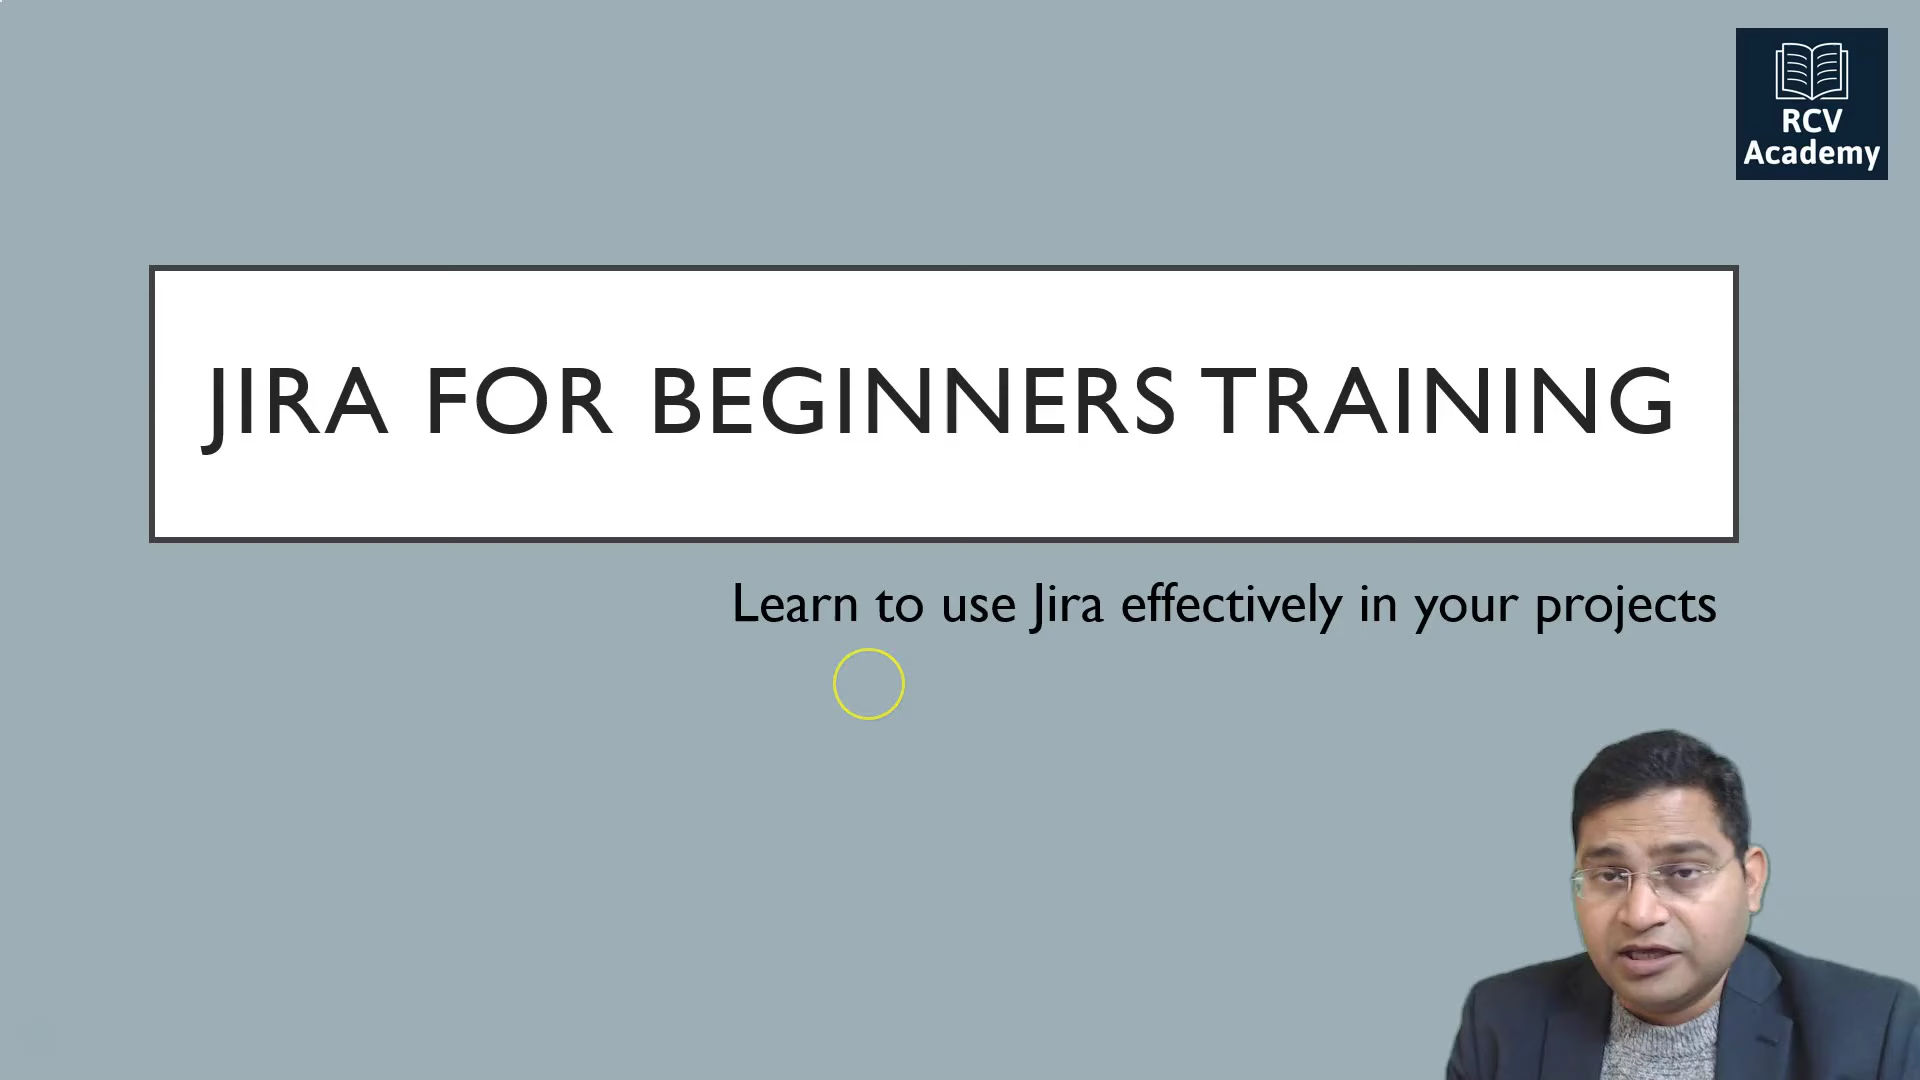 RCV
Academy
JIRA FOR BEGINNERS TRAINING
Learn to use Jira effectively in your projects